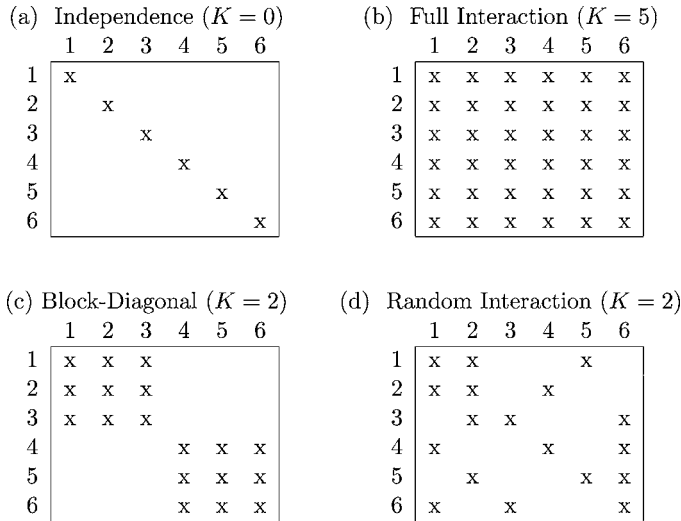 (a) Independence (K = 0)
1 2 3 4 5 6
1 x
2 x
3 x
4 x
5 x
6 x
(b) Full Interaction (K = 5)
1 2 3 4 5 6
1 x x x x x x
2 x x x x x x
3 x x x x x x
4 x x x x x x
5 x x x x x x
6 x x x x x x
(c) Block-Diagonal (K = 2)
1 2 3 4 5 6
1 x x x
2 x x x
3 x x x
4 x x x
5 x x x
6 x x x
(d) Random Interaction (K = 2)
1 2 3 4 5 6
1 x x x
2 x x x
3 x x x
4 x x x
5 x x x
6 x x x